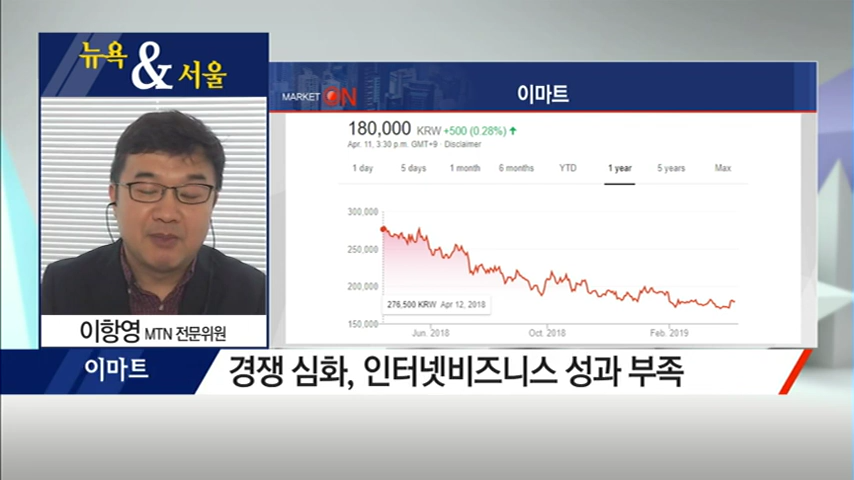 뉴욕
&
서울
MARKET ON
이마트
180,000 KRW +500 (0.28%) ↑
Apr. 11, 3:30 p.m. GMT+9 · Disclaimer
1 day 5 days 1 month 6 months YTD 1 year 5 years Max
300,000
250,000
200,000
150,000
276,500 KRW Apr 12, 2018
Jun. 2018 Oct. 2018 Feb. 2019
이항영 MTN 전문위원
이마트
경쟁 심화, 인터넷비즈니스 성과 부족